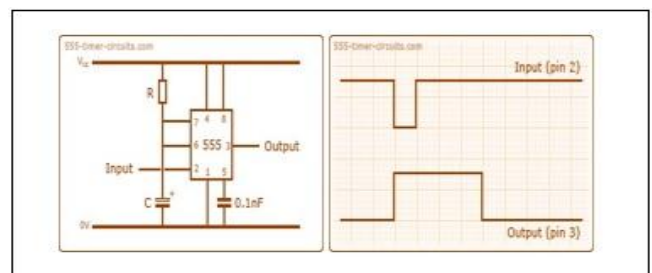 555-timer-circuits.com
Vcc
R
7 4 8
6 555 3 Output
Input 2 1 5
C + 0.1nF
0V
555-timer-circuits.com
Input (pin 2)
Output (pin 3)